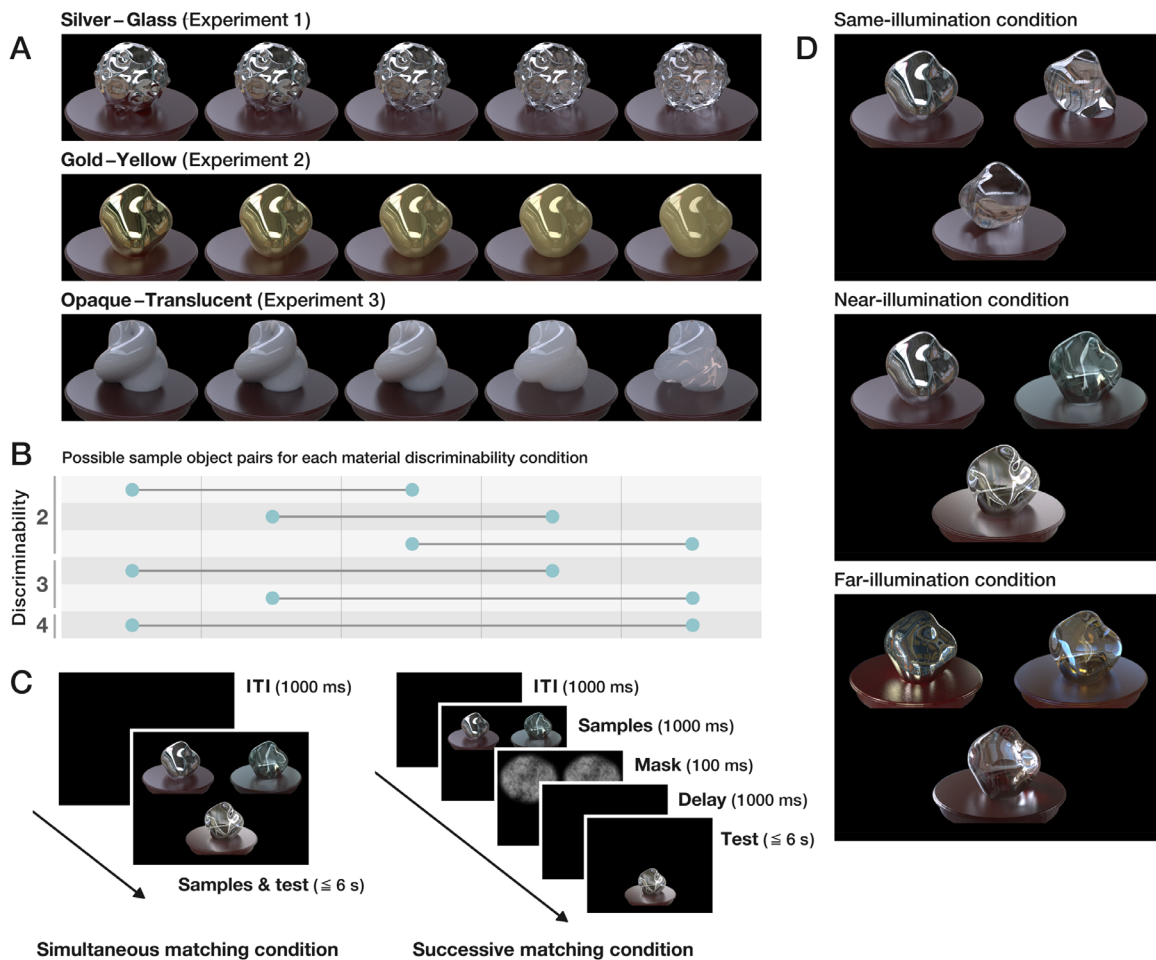 A
Silver–Glass (Experiment 1)
Gold–Yellow (Experiment 2)
Opaque–Translucent (Experiment 3)
B
Possible sample object pairs for each material discriminability condition
Discriminability
2
3
4
C
ITI (1000 ms)
Samples & test (≦ 6 s)
Simultaneous matching condition
ITI (1000 ms)
Samples (1000 ms)
Mask (100 ms)
Delay (1000 ms)
Test (≦ 6 s)
Successive matching condition
D
Same-illumination condition
Near-illumination condition
Far-illumination condition